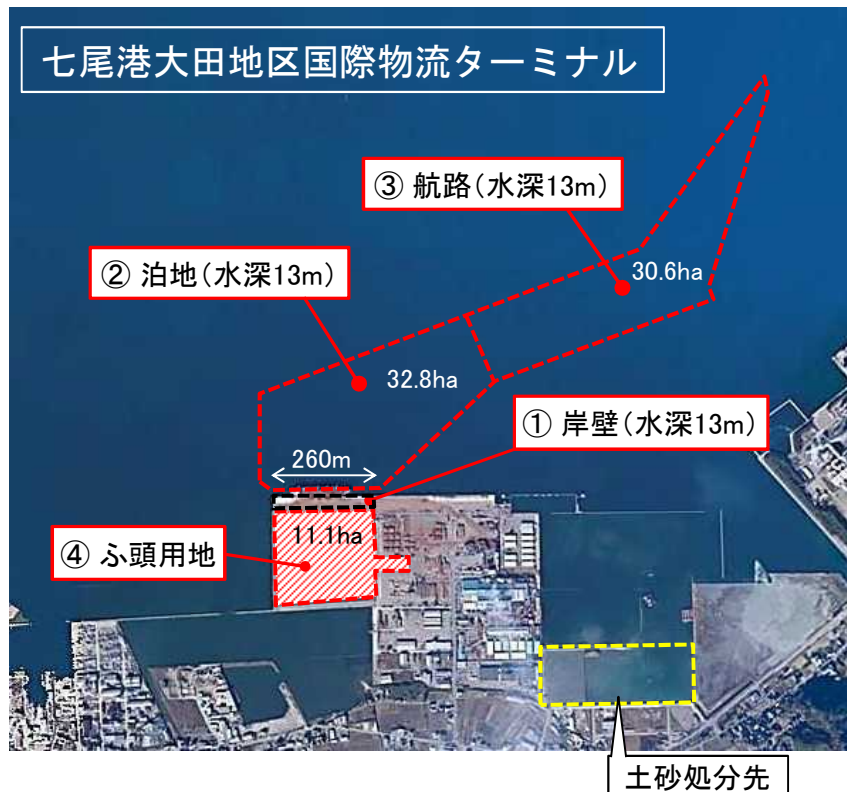 七尾港大田地区国際物流ターミナル
③ 航路(水深13m)
30.6ha
② 泊地(水深13m)
32.8ha
① 岸壁(水深13m)
260m
11.1ha
④ ふ頭用地
土砂処分先